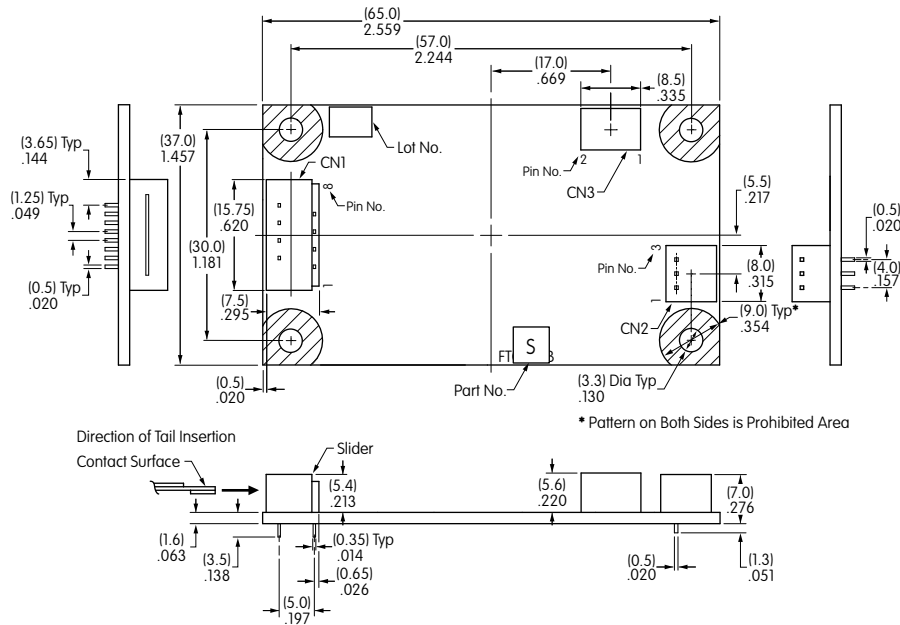 (65.0)
2.559
(57.0)
2.244
(17.0)
.669
(8.5)
.335
(37.0)
1.457
(3.65) Typ
.144
Lot No.
CN1
8
Pin No.
Pin No.
2
1
CN3
(5.5)
.217
(1.25) Typ
.049
(15.75)
.620
(30.0)
1.181
(0.5)
.020
(0.5) Typ
.020
(7.5)
.295
1
Pin No.
3
1
(8.0)
.315
(4.0)
.157
CN2
(9.0) Typ*
.354
S
(0.5)
.020
Part No.
(3.3) Dia Typ
.130
* Pattern on Both Sides is Prohibited Area
Direction of Tail Insertion
Contact Surface
Slider
(5.4)
.213
(5.6)
.220
(7.0)
.276
(1.6)
.063
(3.5)
.138
(0.35) Typ
.014
(0.65)
.026
(5.0)
.197
(0.5)
.020
(1.3)
.051